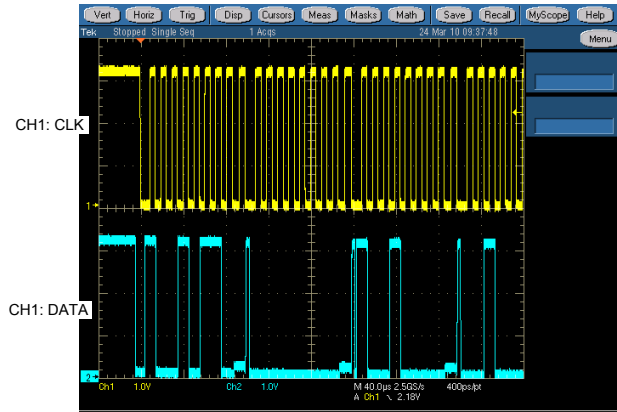 Vert Horiz Trig Disp Cursors Meas Masks Math Save Recall MyScope Help
Tek Stopped Single Seq 1 Acqs 24 Mar 10 09:37:48
Menu
CH1: CLK
1
CH1: DATA
2
Ch1 1.0V Ch2 1.0V M 40.0µs 2.5GS/s 400ps/pt
A Ch1 ∖ 2.18V